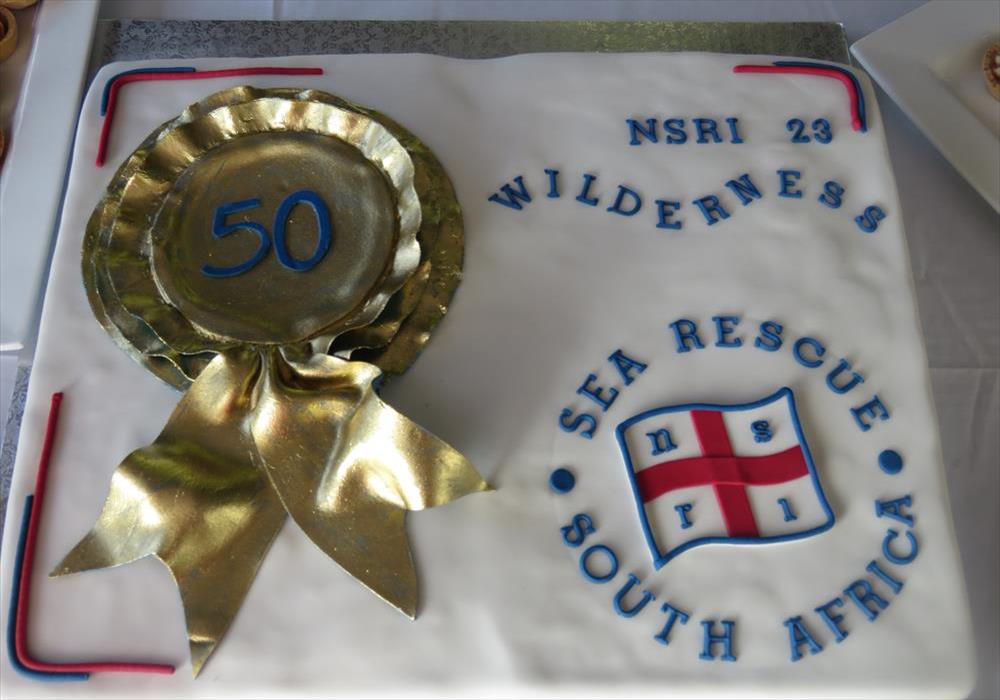 50
NSRI 23
WILDERNESS
SEA RESCUE
n s
r i
SOUTH AFRICA